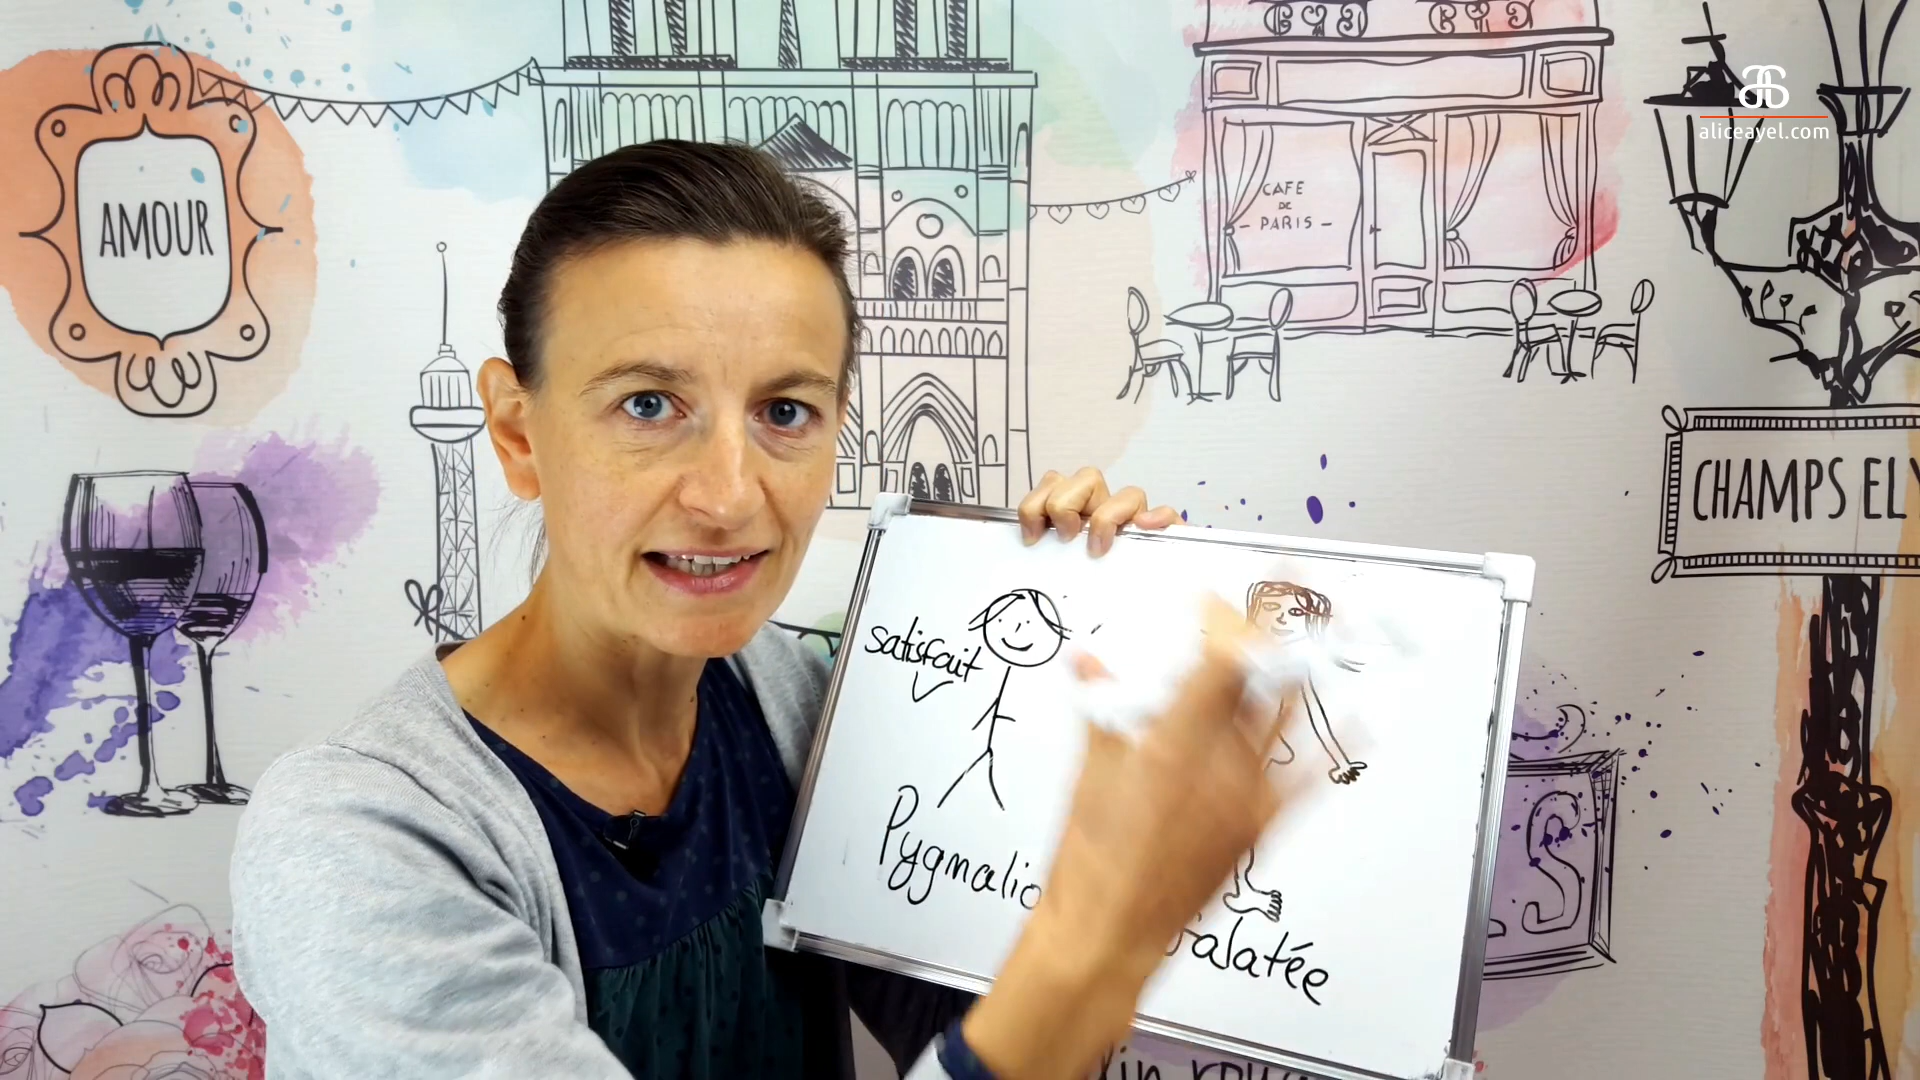 AMOUR
CAFE
DE
- PARIS -
aliceayel.com
CHAMPS EL
satisfait
Pygmalio
alatée